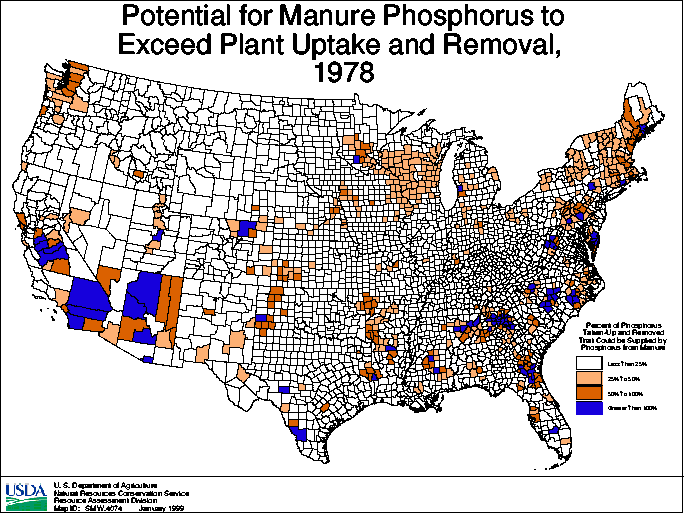 Potential for Manure Phosphorus to
Exceed Plant Uptake and Removal,
1978
Percent of Phosphorus
Taken-Up and Removed
That Could be Supplied by
Phosphorus from Manure
Less Than 25%
25% To 50%
50% To 100%
Greater Than 100%
USDA
U. S. Department of Agriculture
Natural Resources Conservation Service
Resource Assessment Division
Map ID: SMW.4074 January 1999